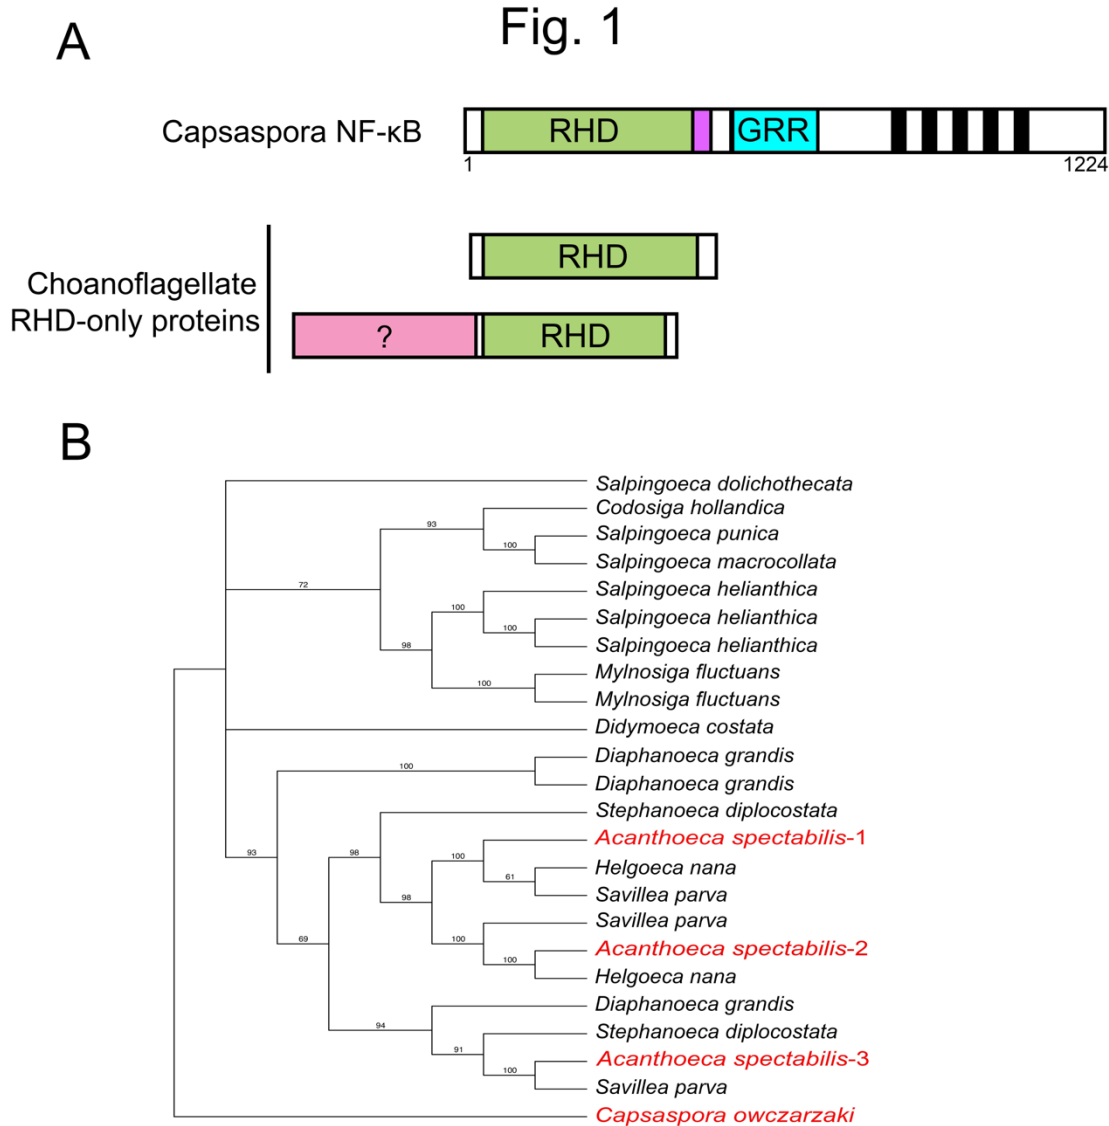 Fig. 1
A
Capsaspora NF-κB
RHD
GRR
1
1224
Choanoflagellate
RHD-only proteins
RHD
?
RHD
B
Salpingoeca dolichothecata
Codosiga hollandica
93
Salpingoeca punica
100
Salpingoeca macrocollata
72
Salpingoeca helianthica
100
Salpingoeca helianthica
100
Salpingoeca helianthica
98
Mylnosiga fluctuans
100
Mylnosiga fluctuans
Didymoeca costata
Diaphanoeca grandis
100
Diaphanoeca grandis
Stephanoeca diplocostata
93
98
Acanthoeca spectabilis-1
100
Helgoeca nana
61
Savillea parva
98
Savillea parva
100
Acanthoeca spectabilis-2
69
100
Helgoeca nana
Diaphanoeca grandis
94
Stephanoeca diplocostata
91
Acanthoeca spectabilis-3
100
Savillea parva
Capsaspora owczarzaki